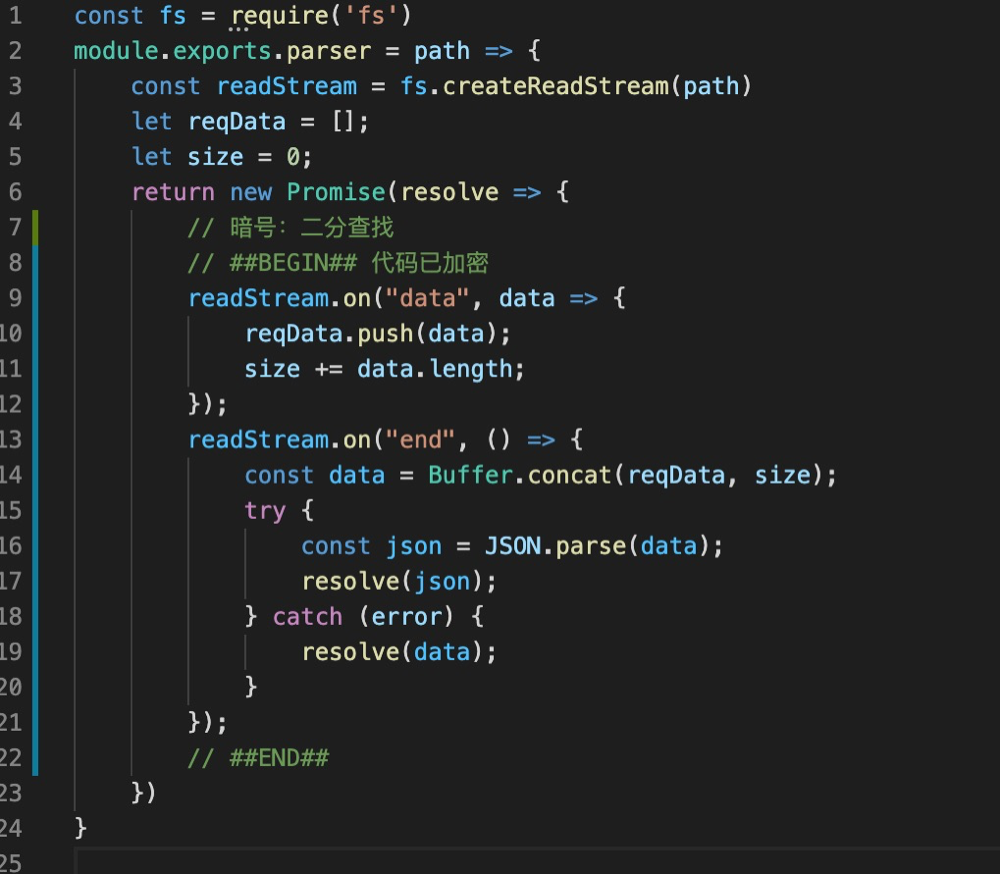 1 const fs = require('fs')
2 module.exports.parser = path => {
3 const readStream = fs.createReadStream(path)
4 let reqData = [];
5 let size = 0;
6 return new Promise(resolve => {
7 // 暗号：二分查找
8 // ##BEGIN## 代码已加密
9 readStream.on("data", data => {
10 reqData.push(data);
11 size += data.length;
12 });
13 readStream.on("end", () => {
14 const data = Buffer.concat(reqData, size);
15 try {
16 const json = JSON.parse(data);
17 resolve(json);
18 } catch (error) {
19 resolve(data);
20 }
21 });
22 // ##END##
23 })
24 }
25